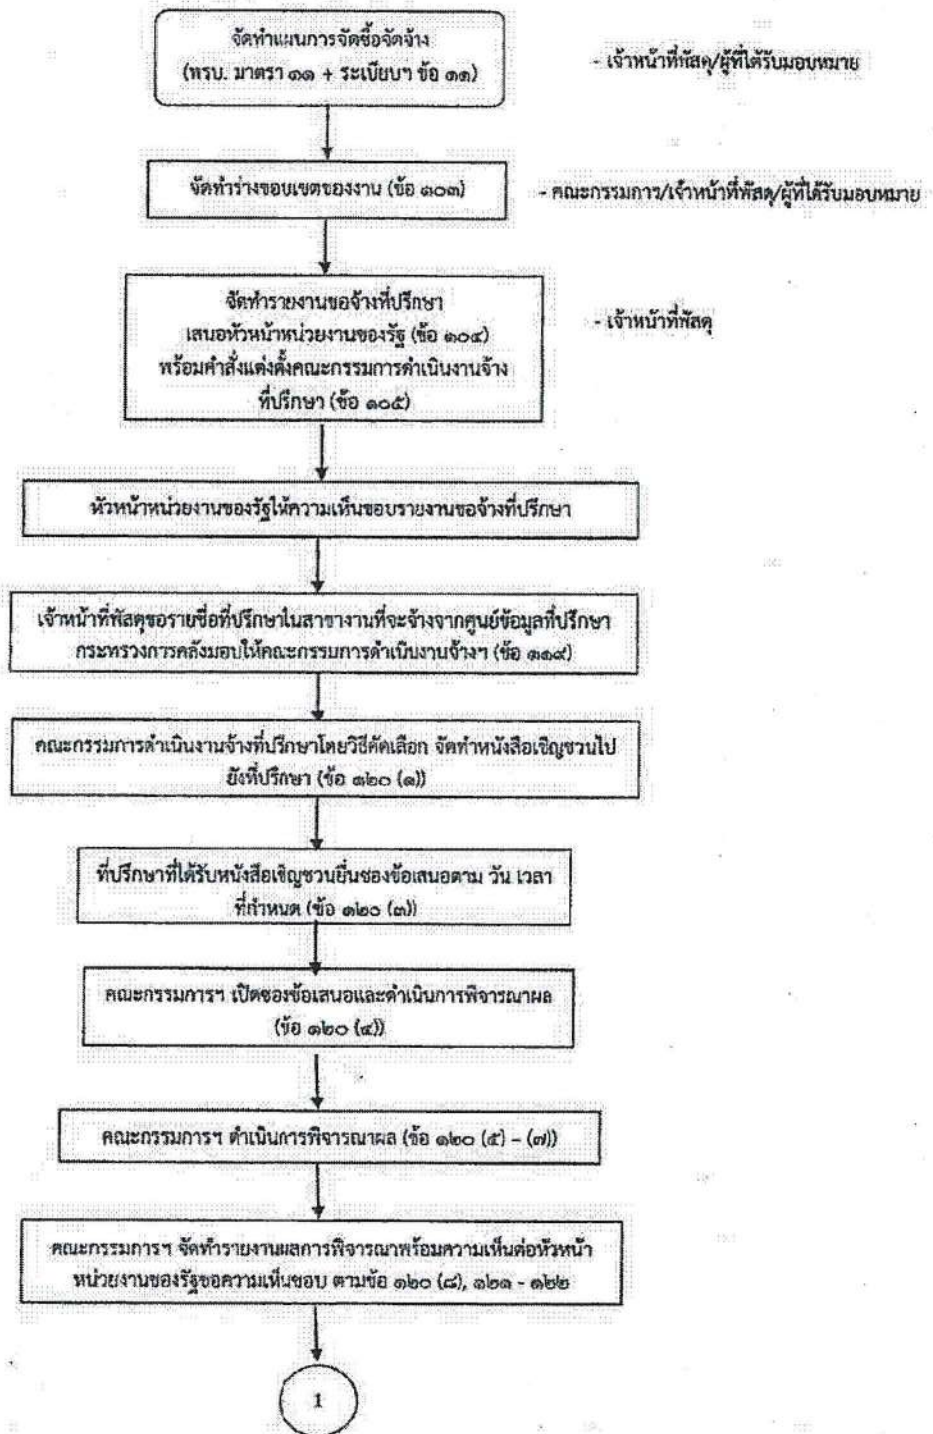 จัดทำแผนการจัดซื้อจัดจ้าง
(พรบ. มาตรา ๑๑ + ระเบียบฯ ข้อ ๑๑)
- เจ้าหน้าที่พัสดุ/ผู้ที่ได้รับมอบหมาย
จัดทำร่างขอบเขตของงาน (ข้อ ๑๐๓)
- คณะกรรมการ/เจ้าหน้าที่พัสดุ/ผู้ที่ได้รับมอบหมาย
จัดทำรายงานขอจ้างที่ปรึกษา
เสนอหัวหน้าหน่วยงานของรัฐ (ข้อ ๑๐๔)
พร้อมคำสั่งแต่งตั้งคณะกรรมการดำเนินงานจ้าง
ที่ปรึกษา (ข้อ ๑๐๕)
- เจ้าหน้าที่พัสดุ
หัวหน้าหน่วยงานของรัฐให้ความเห็นชอบรายงานขอจ้างที่ปรึกษา
เจ้าหน้าที่พัสดุขอรายชื่อที่ปรึกษาในสาขางานที่จะจ้างจากศูนย์ข้อมูลที่ปรึกษา
กระทรวงการคลังมอบให้คณะกรรมการดำเนินงานจ้างฯ (ข้อ ๑๑๙)
คณะกรรมการดำเนินงานจ้างที่ปรึกษาโดยวิธีคัดเลือก จัดทำหนังสือเชิญชวนไป
ยังที่ปรึกษา (ข้อ ๑๒๐ (๑))
ที่ปรึกษาที่ได้รับหนังสือเชิญชวนยื่นซองข้อเสนอตาม วัน เวลา
ที่กำหนด (ข้อ ๑๒๐ (๓))
คณะกรรมการฯ เปิดซองข้อเสนอและดำเนินการพิจารณาผล
(ข้อ ๑๒๐ (๔))
คณะกรรมการฯ ดำเนินการพิจารณาผล (ข้อ ๑๒๐ (๕) - (๗))
คณะกรรมการฯ จัดทำรายงานผลการพิจารณาพร้อมความเห็นต่อหัวหน้า
หน่วยงานของรัฐขอความเห็นชอบ ตามข้อ ๑๒๐ (๘), ๑๒๑ - ๑๒๒
1